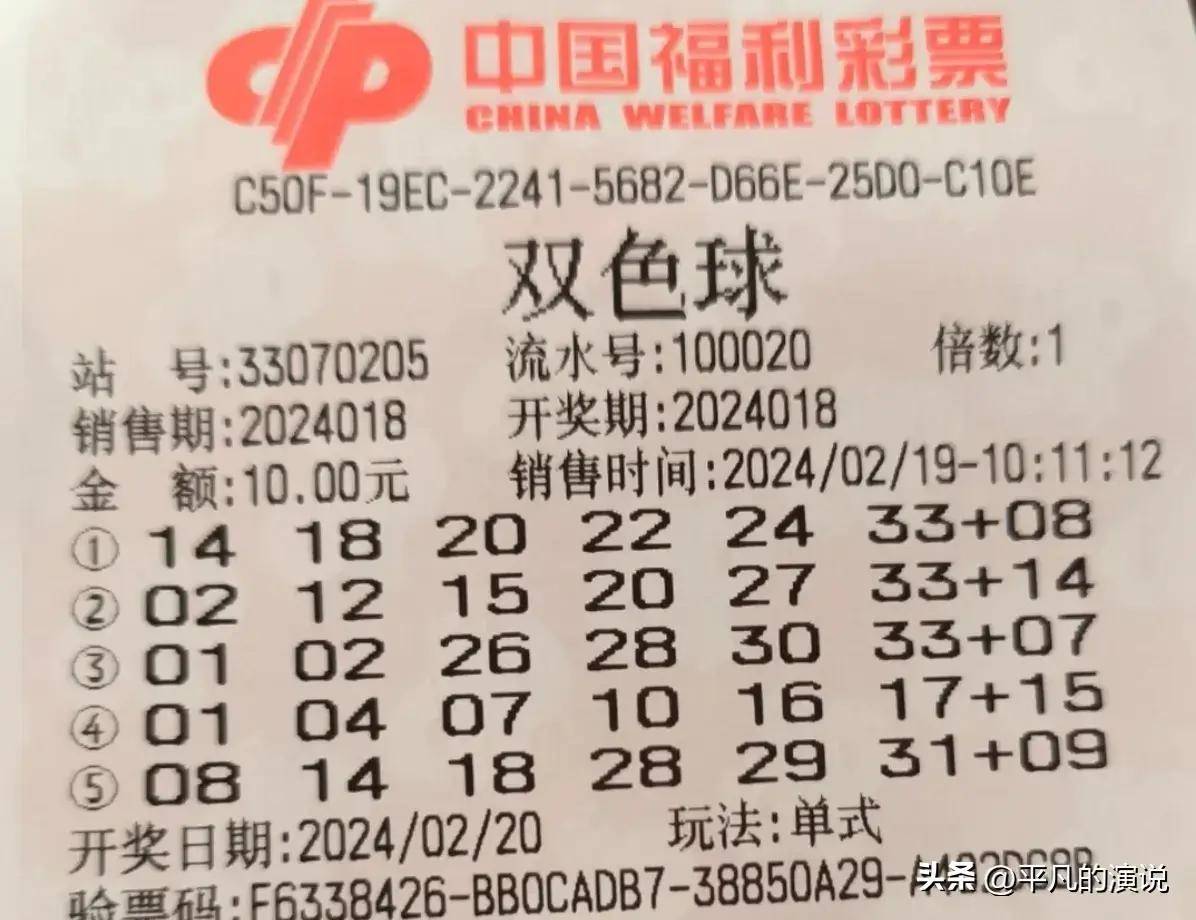 中国福利彩票
CHINA WELFARE LOTTERY
C50F-19EC-2241-5682-D66E-25D0-C10E
双色球
站 号:33070205 流水号:100020 倍数:1
销售期:2024018 开奖期:2024018
金 额:10.00元 销售时间:2024/02/19-10:11:12
① 14 18 20 22 24 33+08
② 02 12 15 20 27 33+14
③ 01 02 26 28 30 33+07
④ 01 04 07 10 16 17+15
⑤ 08 14 18 28 29 31+09
开奖日期:2024/02/20 玩法:单式
验票码:F6338426-BB0CADB7-38850A29-
头条 @平凡的演说